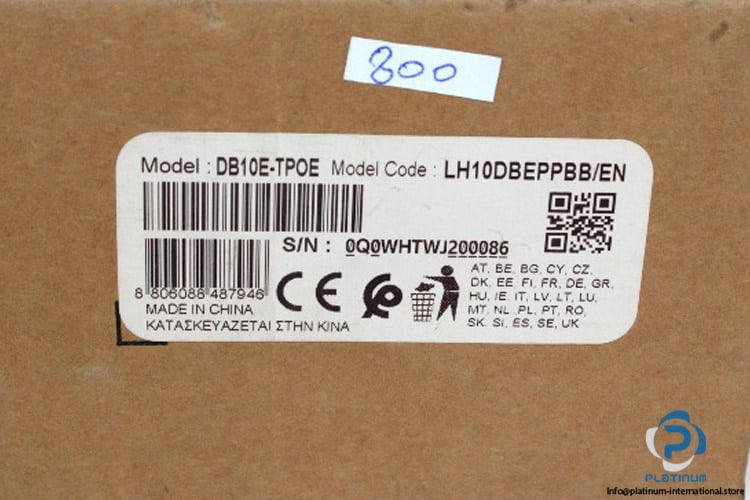 800
Model : DB10E-TPOE Model Code : LH10DBEPPBB/EN
S/N : 0Q0WHTWJ200086
8 806088 487946
MADE IN CHINA
ΚΑΤΑΣΚΕΥΑΖΕΤΑΙ ΣΤΗΝ ΚΙΝΑ
CE
AT, BE, BG, CY, CZ,
DK, EE, FI, FR, DE, GR,
HU, IE, IT, LV, LT, LU,
MT, NL, PL, PT, RO,
SK, SI, ES, SE, UK
PLATINUM
Info@platinum-international.store